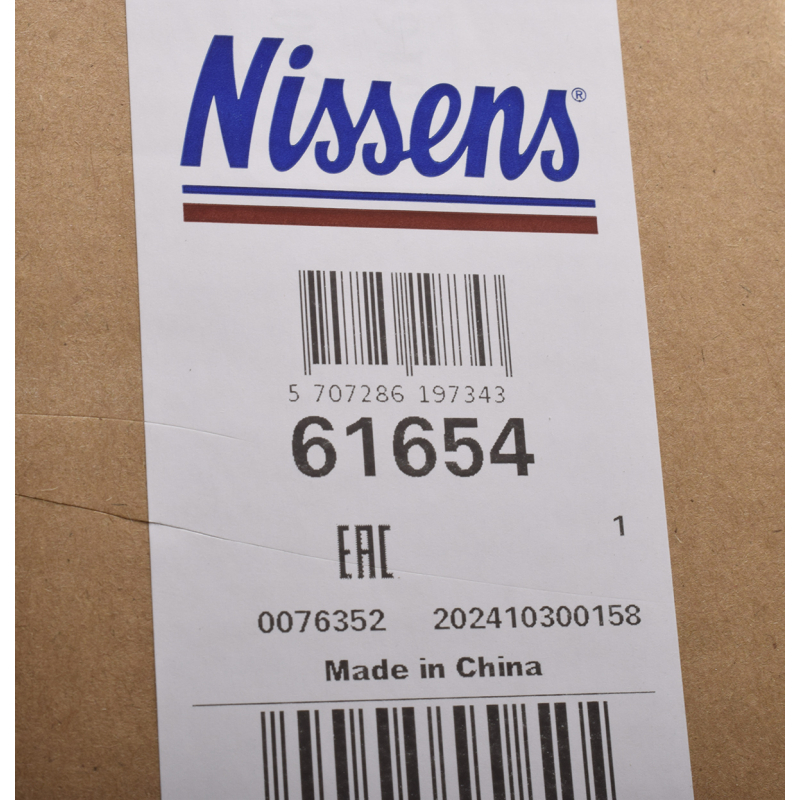 Nissens®
5 707286 197343
61654
1
EAC
0076352 202410300158
Made in China